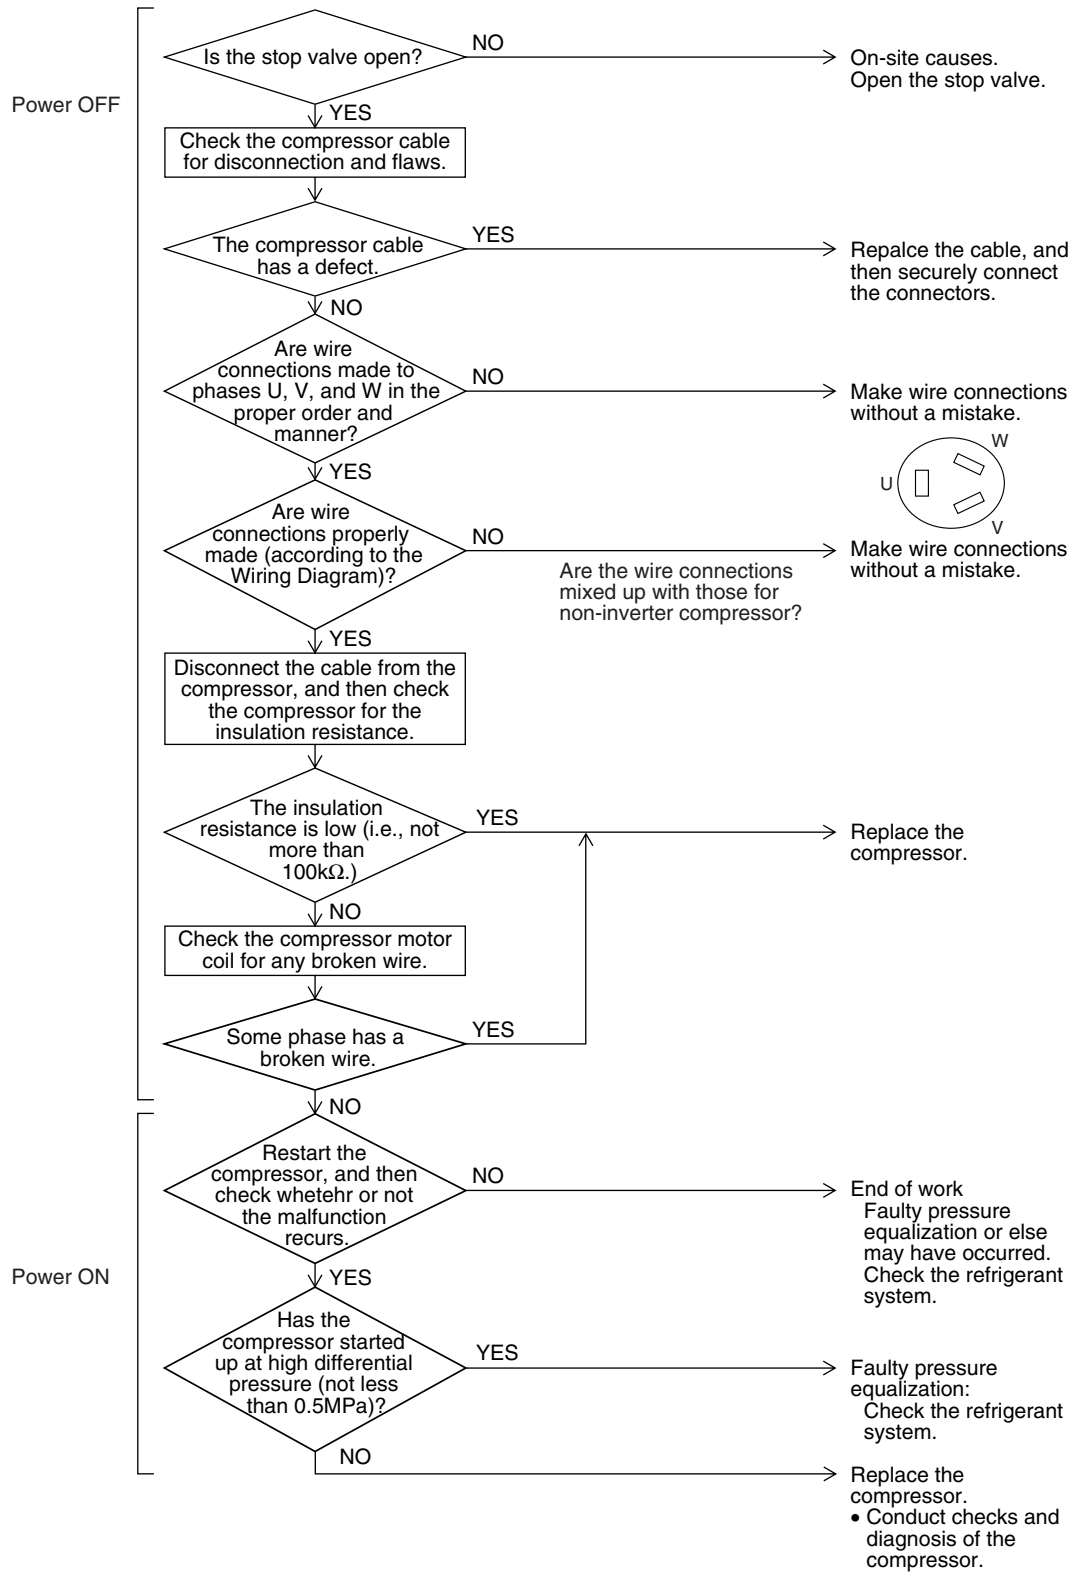 Is the stop valve open?
NO
On-site causes.
Open the stop valve.
Power OFF
YES
Check the compressor cable
for disconnection and flaws.
The compressor cable
has a defect.
YES
Repalce the cable, and
then securely connect
the connectors.
NO
Are wire
connections made to
phases U, V, and W in the
proper order and
manner?
NO
Make wire connections
without a mistake.
W
U
V
YES
Are wire
connections properly
made (according to the
Wiring Diagram)?
NO
Are the wire connections
mixed up with those for
non-inverter compressor?
Make wire connections
without a mistake.
YES
Disconnect the cable from the
compressor, and then check
the compressor for the
insulation resistance.
The insulation
resistance is low (i.e., not
more than
100kΩ.)
YES
Replace the
compressor.
NO
Check the compressor motor
coil for any broken wire.
Some phase has a
broken wire.
YES
NO
Restart the
compressor, and then
check whetehr or not
the malfunction
recurs.
NO
End of work
Faulty pressure
equalization or else
may have occurred.
Check the refrigerant
system.
Power ON
YES
Has the
compressor started
up at high differential
pressure (not less
than 0.5MPa)?
YES
Faulty pressure
equalization:
Check the refrigerant
system.
NO
Replace the
compressor.
• Conduct checks and
diagnosis of the
compressor.